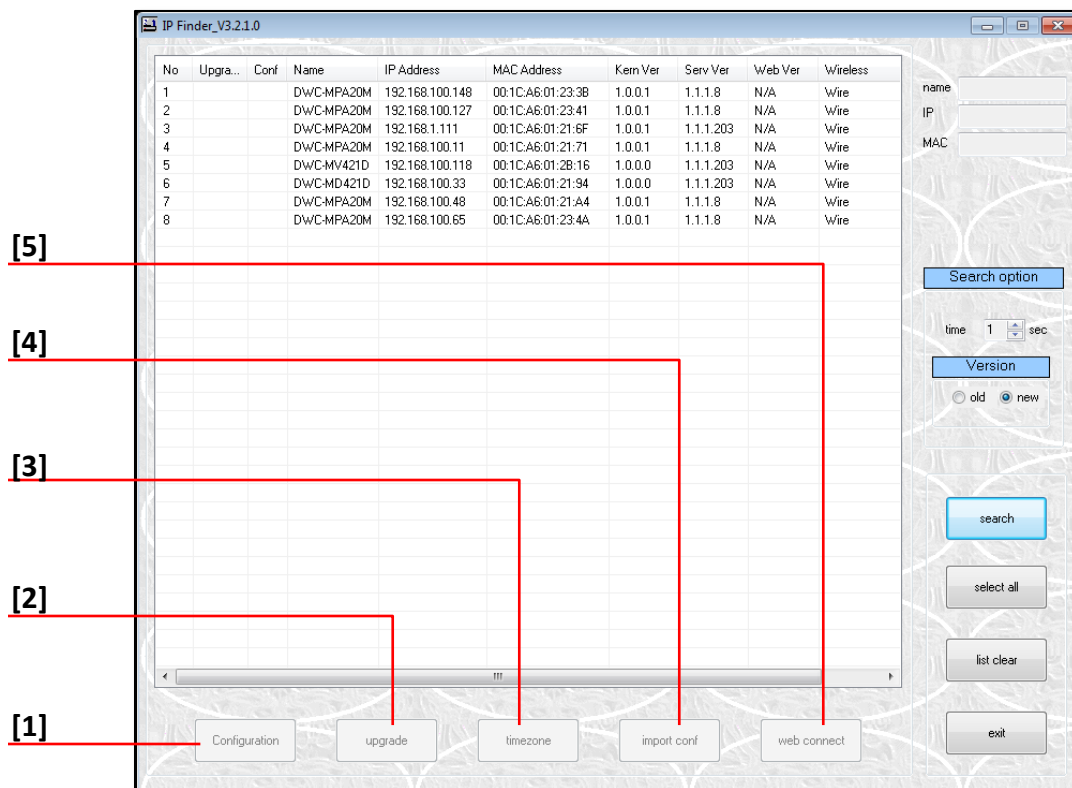 IP Finder_V3.2.1.0
No Upgra... Conf Name IP Address MAC Address Kern Ver Serv Ver Web Ver Wireless
1 DWC-MPA20M 192.168.100.148 00:1C:A6:01:23:3B 1.0.0.1 1.1.1.8 N/A Wire
2 DWC-MPA20M 192.168.100.127 00:1C:A6:01:23:41 1.0.0.1 1.1.1.8 N/A Wire
3 DWC-MPA20M 192.168.1.111 00:1C:A6:01:21:6F 1.0.0.1 1.1.1.203 N/A Wire
4 DWC-MPA20M 192.168.100.11 00:1C:A6:01:21:71 1.0.0.1 1.1.1.8 N/A Wire
5 DWC-MV421D 192.168.100.118 00:1C:A6:01:2B:16 1.0.0.0 1.1.1.203 N/A Wire
6 DWC-MD421D 192.168.100.33 00:1C:A6:01:21:94 1.0.0.0 1.1.1.203 N/A Wire
7 DWC-MPA20M 192.168.100.48 00:1C:A6:01:21:A4 1.0.0.1 1.1.1.8 N/A Wire
8 DWC-MPA20M 192.168.100.65 00:1C:A6:01:23:4A 1.0.0.1 1.1.1.8 N/A Wire
name
IP
MAC
Search option
time 1 sec
Version
old new
search
select all
list clear
exit
[5]
[4]
[3]
[2]
[1]
Configuration upgrade timezone import conf web connect